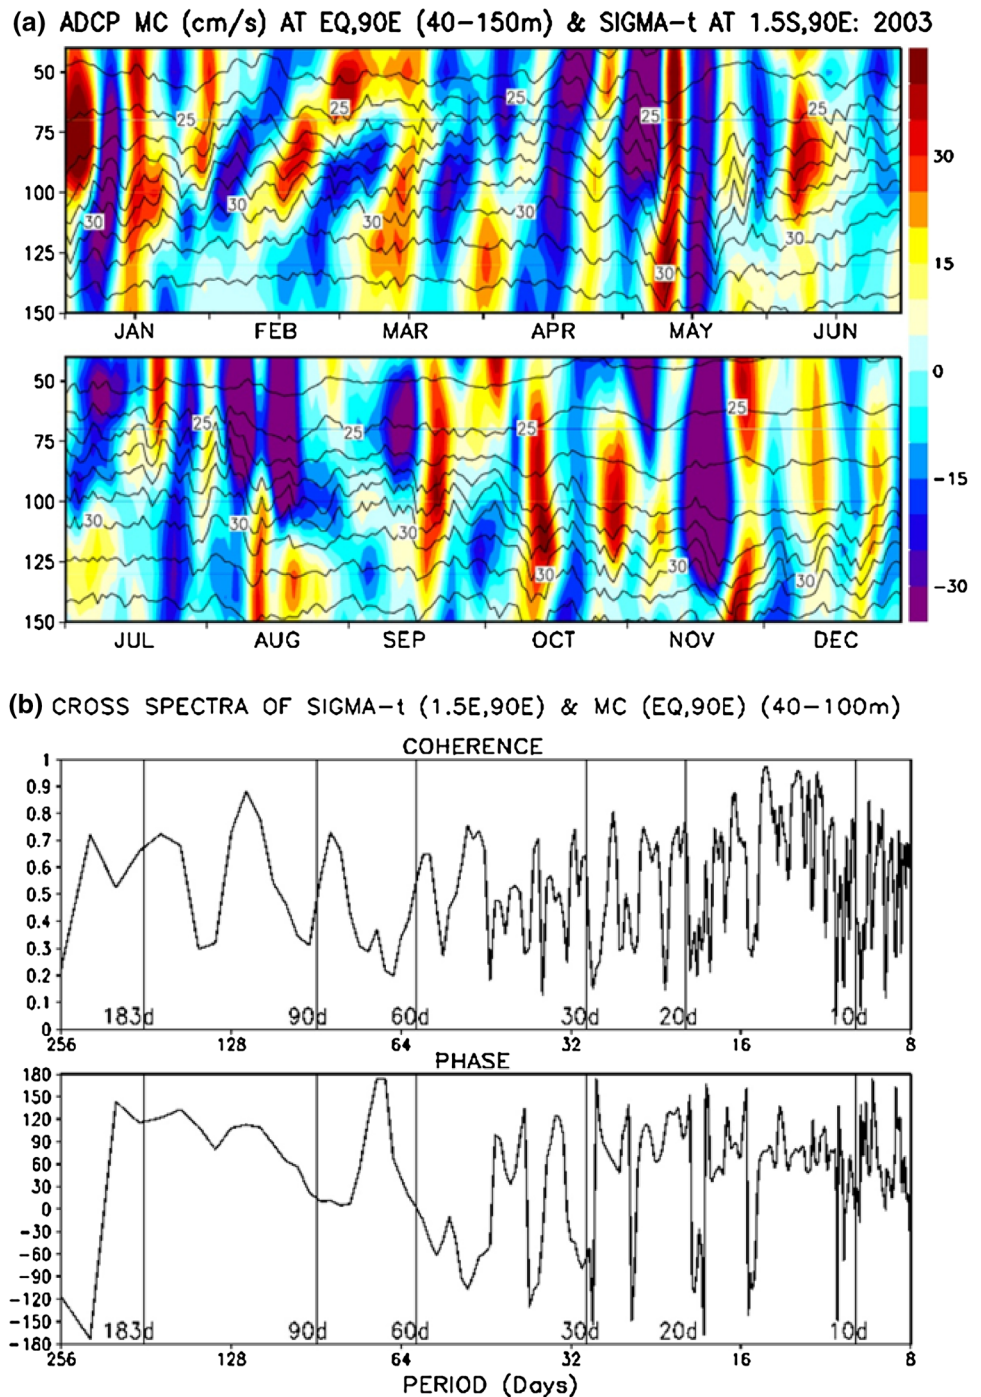 (a) ADCP MC (cm/s) AT EQ,90E (40-150m) & SIGMA-t AT 1.5S,90E: 2003
50
75
100
125
150
25 25 25 25 25
30 30 30 30 30 30
JAN FEB MAR APR MAY JUN
30
15
0
-15
-30
50
75
100
125
150
25 25 25 25
30 30 30 30 30 30
JUL AUG SEP OCT NOV DEC
(b) CROSS SPECTRA OF SIGMA-t (1.5E,90E) & MC (EQ,90E) (40-100m)
COHERENCE
1
0.9
0.8
0.7
0.6
0.5
0.4
0.3
0.2
0.1
0
183d 90d 60d 30d 20d 10d
256 128 64 32 16 8
PHASE
180
150
120
90
60
30
0
-30
-60
-90
-120
-150
-180
183d 90d 60d 30d 20d 10d
256 128 64 32 16 8
PERIOD (Days)